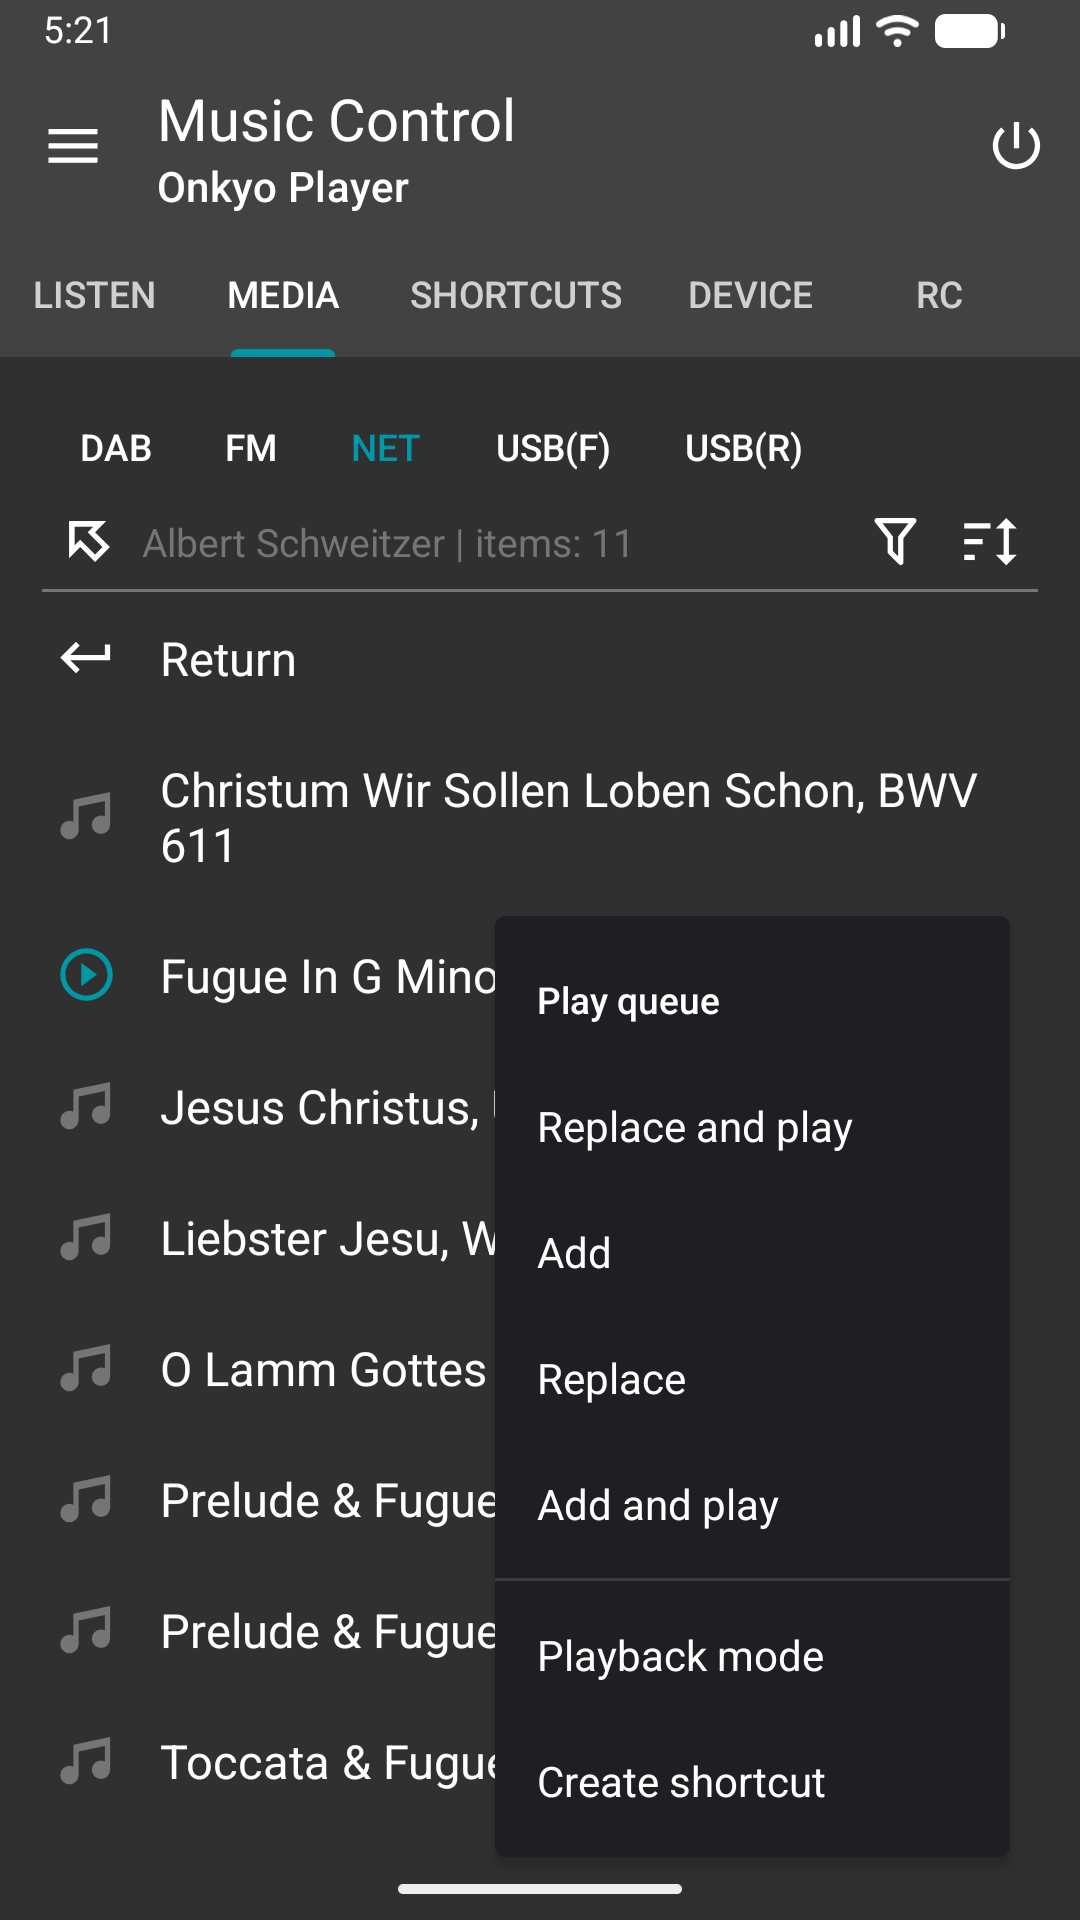 5:21
Music Control
Onkyo Player
LISTEN MEDIA SHORTCUTS DEVICE RC
DAB FM NET USB(F) USB(R)
Albert Schweitzer | items: 11
Return
Christum Wir Sollen Loben Schon, BWV
611
Fugue In G Mino
Jesus Christus,
Liebster Jesu, W
O Lamm Gottes
Prelude & Fugue
Prelude & Fugue
Toccata & Fugue
Play queue
Replace and play
Add
Replace
Add and play
Playback mode
Create shortcut